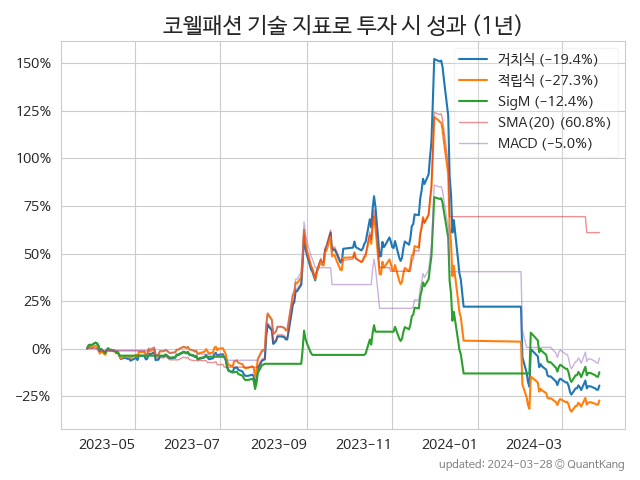 코웰패션 기술 지표로 투자 시 성과 (1년)
150%
125%
100%
75%
50%
25%
0%
−25%
거치식 (−19.4%)
적립식 (−27.3%)
SigM (−12.4%)
SMA(20) (60.8%)
MACD (−5.0%)
2023-05 2023-07 2023-09 2023-11 2024-01 2024-03
updated: 2024-03-28 © QuantKang